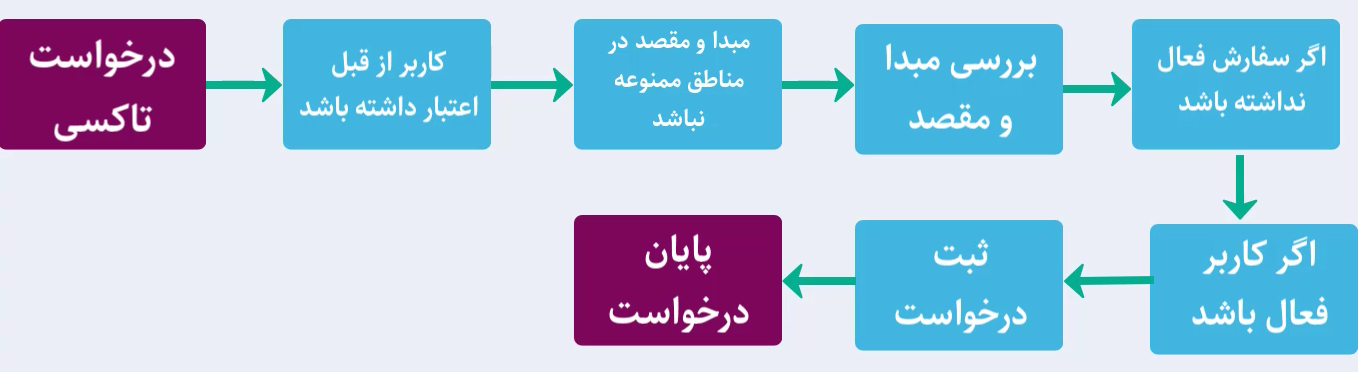 درخواست
تاکسی
کاربر از قبل
اعتبار داشته باشد
مبدا و مقصد در
مناطق ممنوعه
نباشد
بررسی مبدا
و مقصد
اگر سفارش فعال
نداشته باشد
اگر کاربر
فعال باشد
ثبت
درخواست
پایان
درخواست